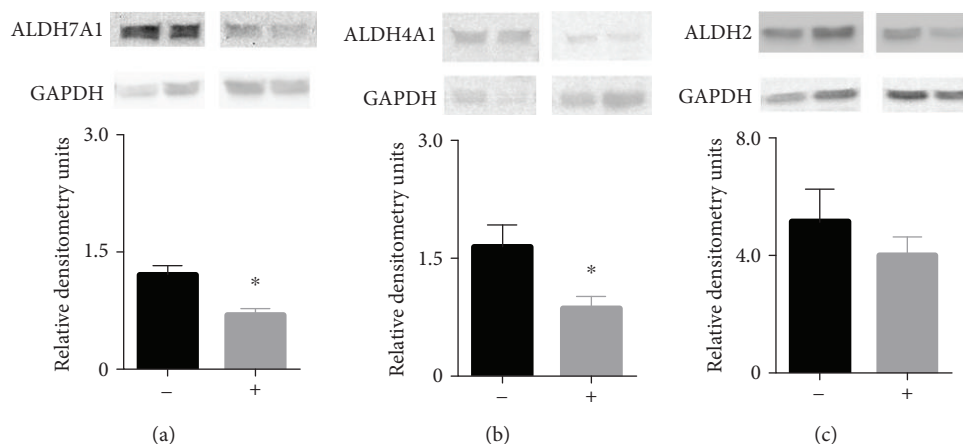 ALDH7A1
GAPDH
Relative densitometry units
3.0
1.5
0
*
– +
(a)
ALDH4A1
GAPDH
Relative densitometry units
3.0
1.5
0
*
– +
(b)
ALDH2
GAPDH
Relative densitometry units
8.0
4.0
0
– +
(c)